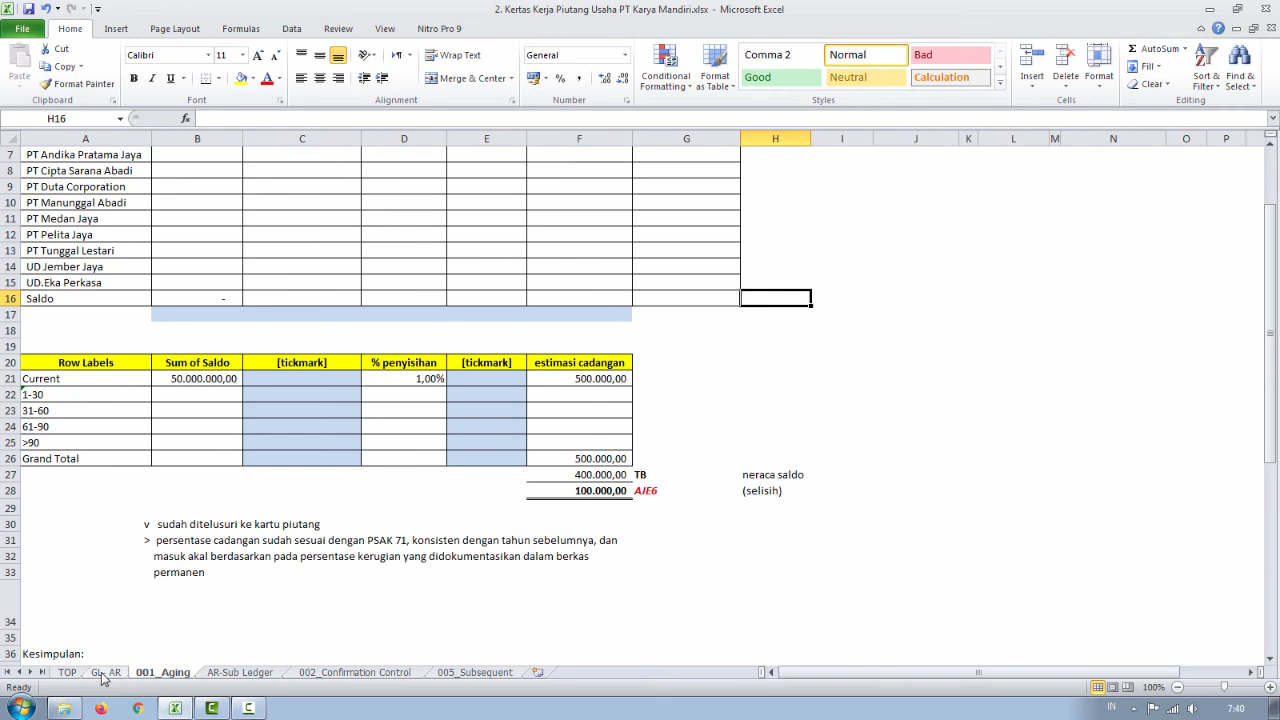 2. Kertas Kerja Piutang Usaha PT Karya Mandiri.xlsx - Microsoft Excel
File Home Insert Page Layout Formulas Data Review View Nitro Pro 9
Paste Cut Copy Format Painter Clipboard
Calibri 11 A A B I U A Font
Wrap Text Merge & Center Alignment
General % , Number
Conditional Formatting Format as Table Comma 2 Normal Bad Good Neutral Calculation Styles
Insert Delete Format Cells
Σ AutoSum Fill Clear Sort & Filter Find & Select Editing
H16 fx
A B C D E F G H I J K L M N O P
7 PT Andika Pratama Jaya
8 PT Cipta Sarana Abadi
9 PT Duta Corporation
10 PT Manunggal Abadi
11 PT Medan Jaya
12 PT Pelita Jaya
13 PT Tunggal Lestari
14 UD Jember Jaya
15 UD.Eka Perkasa
16 Saldo -
17
18
19
20 Row Labels Sum of Saldo [tickmark] % penyisihan [tickmark] estimasi cadangan
21 Current 50.000.000,00 1,00% 500.000,00
22 1-30
23 31-60
24 61-90
25 >90
26 Grand Total 500.000,00
27 400.000,00 TB neraca saldo
28 100.000,00 AJE6 (selisih)
29
30 v sudah ditelusuri ke kartu piutang
31 > persentase cadangan sudah sesuai dengan PSAK 71, konsisten dengan tahun sebelumnya, dan
32 masuk akal berdasarkan pada persentase kerugian yang didokumentasikan dalam berkas
33 permanen
34
35
36 Kesimpulan:
TOP GL- AR 001_Aging AR-Sub Ledger 002_Confirmation Control 005_Subsequent
Ready 100%
IN 7:40